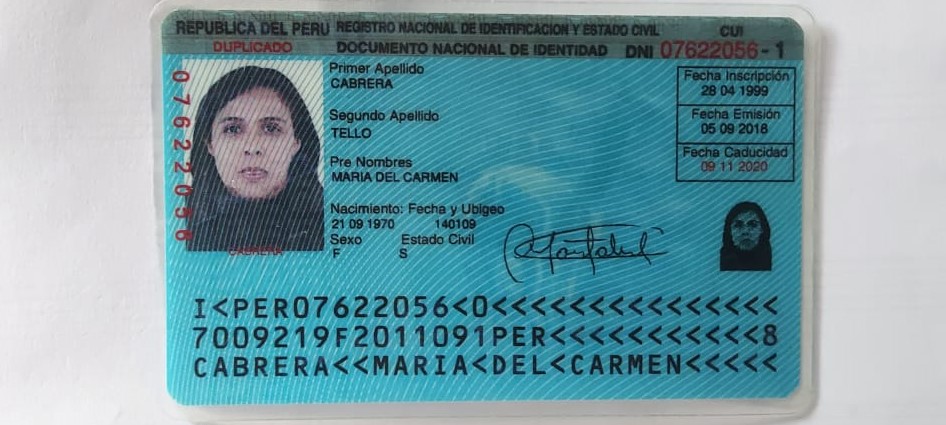 REPUBLICA DEL PERU REGISTRO NACIONAL DE IDENTIFICACION Y ESTADO CIVIL CUI
DUPLICADO DOCUMENTO NACIONAL DE IDENTIDAD DNI 07622056 - 1
07622056
Primer Apellido
CABRERA
Segundo Apellido
TELLO
Pre Nombres
MARIA DEL CARMEN
Nacimiento: Fecha y Ubigeo
21 09 1970 140109
Sexo Estado Civil
F S
Fecha Inscripción
28 04 1999
Fecha Emisión
05 09 2018
Fecha Caducidad
09 11 2020
CABRERA
I<PER07622056<0<<<<<<<<<<<<<<<
7009219F2011091PER<<<<<<<<<<<8
CABRERA<<MARIA<DEL<CARMEN<<<<<